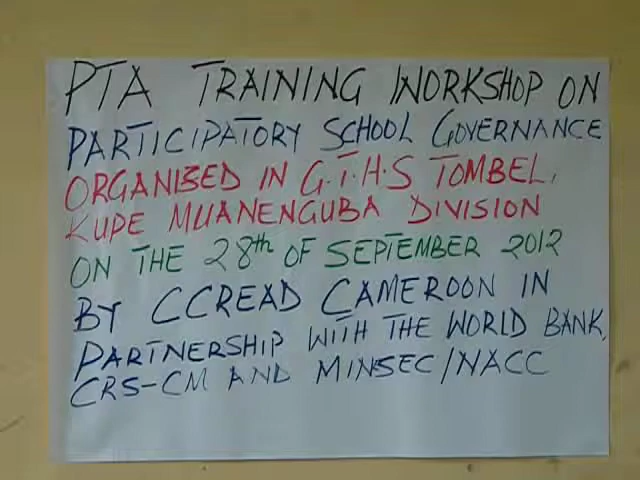 PTA TRAINING WORKSHOP ON
PARTICIPATORY SCHOOL GOVERNANCE
ORGANISED IN G.T.H.S TOMBEL,
KUPE MUANENGUBA DIVISION
ON THE 28th OF SEPTEMBER 2012
BY CCREAD CAMEROON IN
PARTNERSHIP WITH THE WORLD BANK,
CRS-CM AND MINSEC/NACC